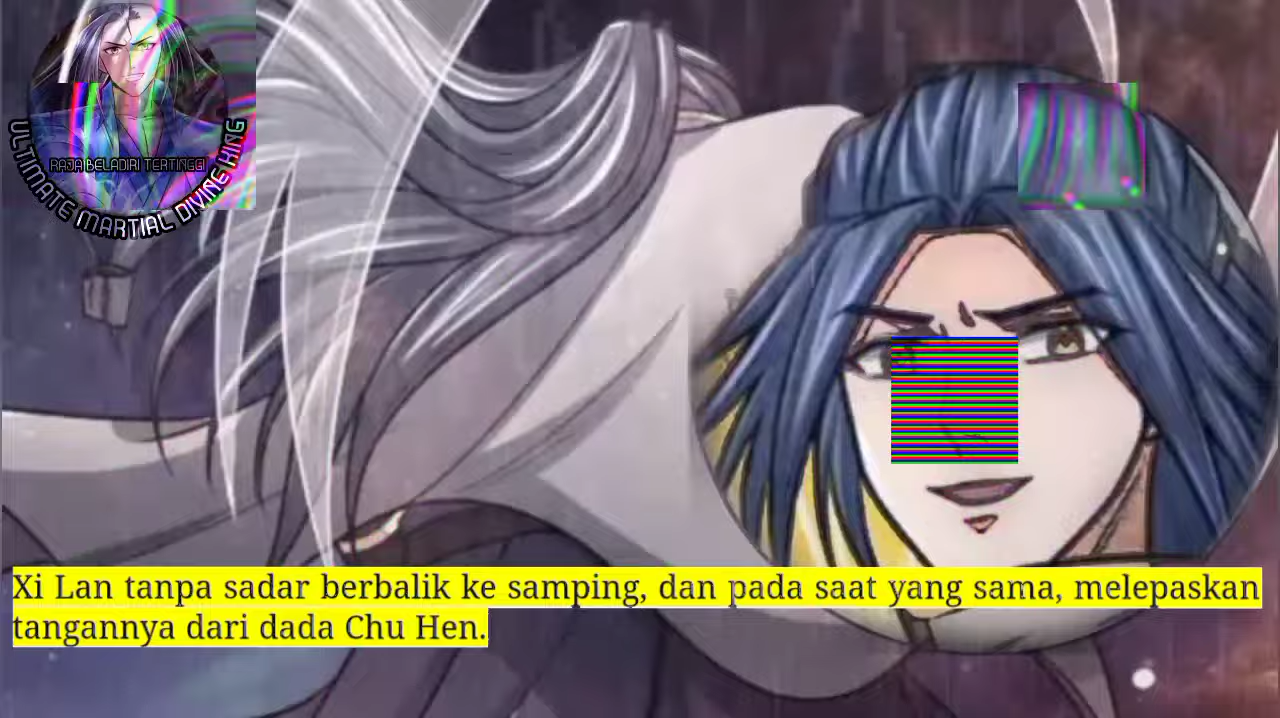 RAJA BELADIRI TERTINGGI
ULTIMATE MARTIAL DIVINE KING
Xi Lan tanpa sadar berbalik ke samping, dan pada saat yang sama, melepaskan
tangannya dari dada Chu Hen.